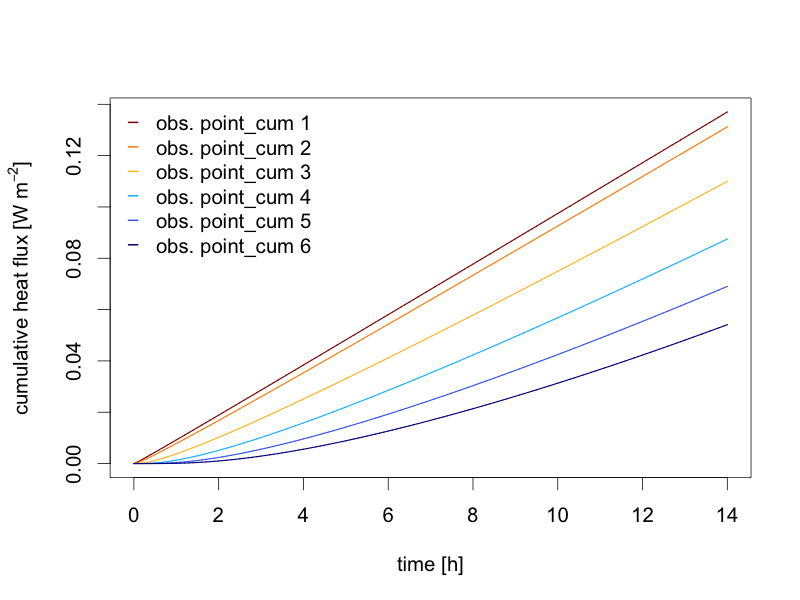 obs. point_cum 1
obs. point_cum 2
obs. point_cum 3
obs. point_cum 4
obs. point_cum 5
obs. point_cum 6
cumulative heat flux [W m⁻²]
0.12
0.08
0.04
0.00
0 2 4 6 8 10 12 14
time [h]